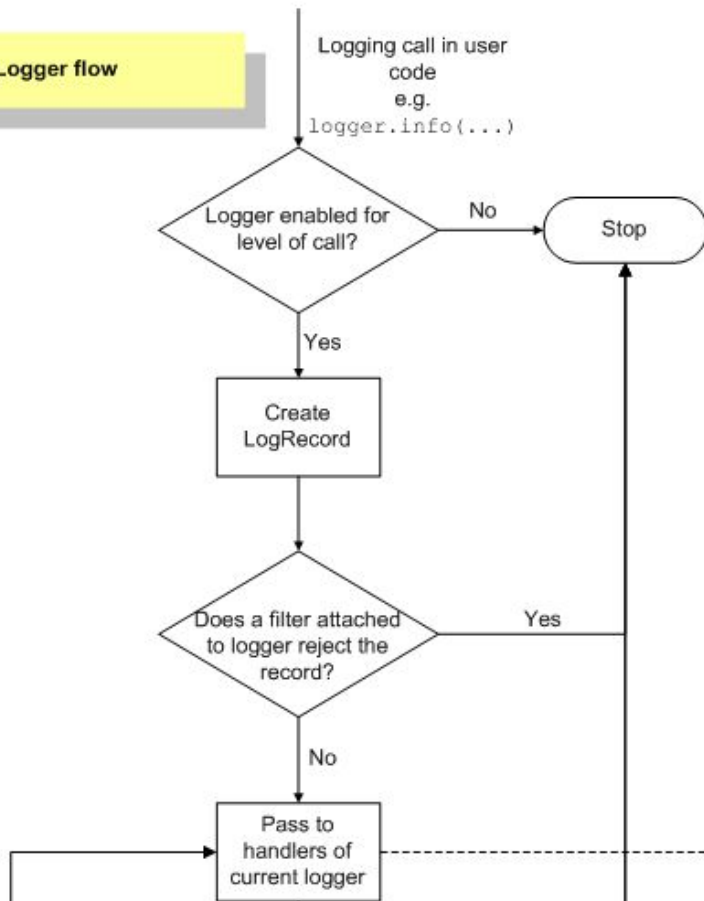 Logger flow
Logging call in user
code
e.g.
logger.info(...)
Logger enabled for
level of call?
No
Stop
Yes
Create
LogRecord
Does a filter attached
to logger reject the
record?
Yes
No
Pass to
handlers of
current logger